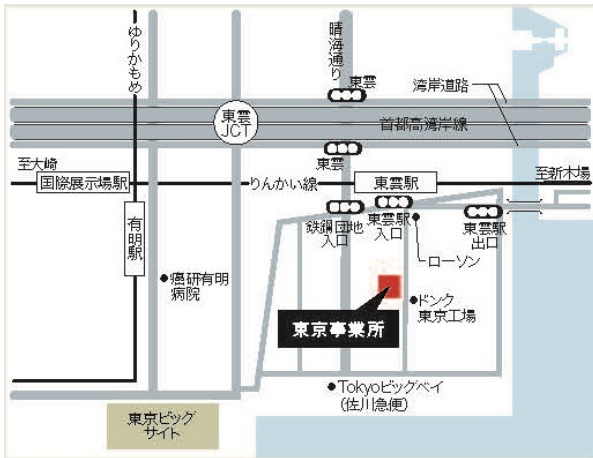 ゆりかもめ
晴海通り
東雲
湾岸道路
東雲
JCT
首都高湾岸線
東雲
至大崎
至新木場
国際展示場駅
りんかい線
東雲駅
有明駅
鉄鋼団地
入口
東雲駅
入口
東雲駅
出口
●ローソン
●癌研有明
病院
●ドンク
東京工場
東京事業所
●Tokyoビッグベイ
(佐川急便)
東京ビッグ
サイト